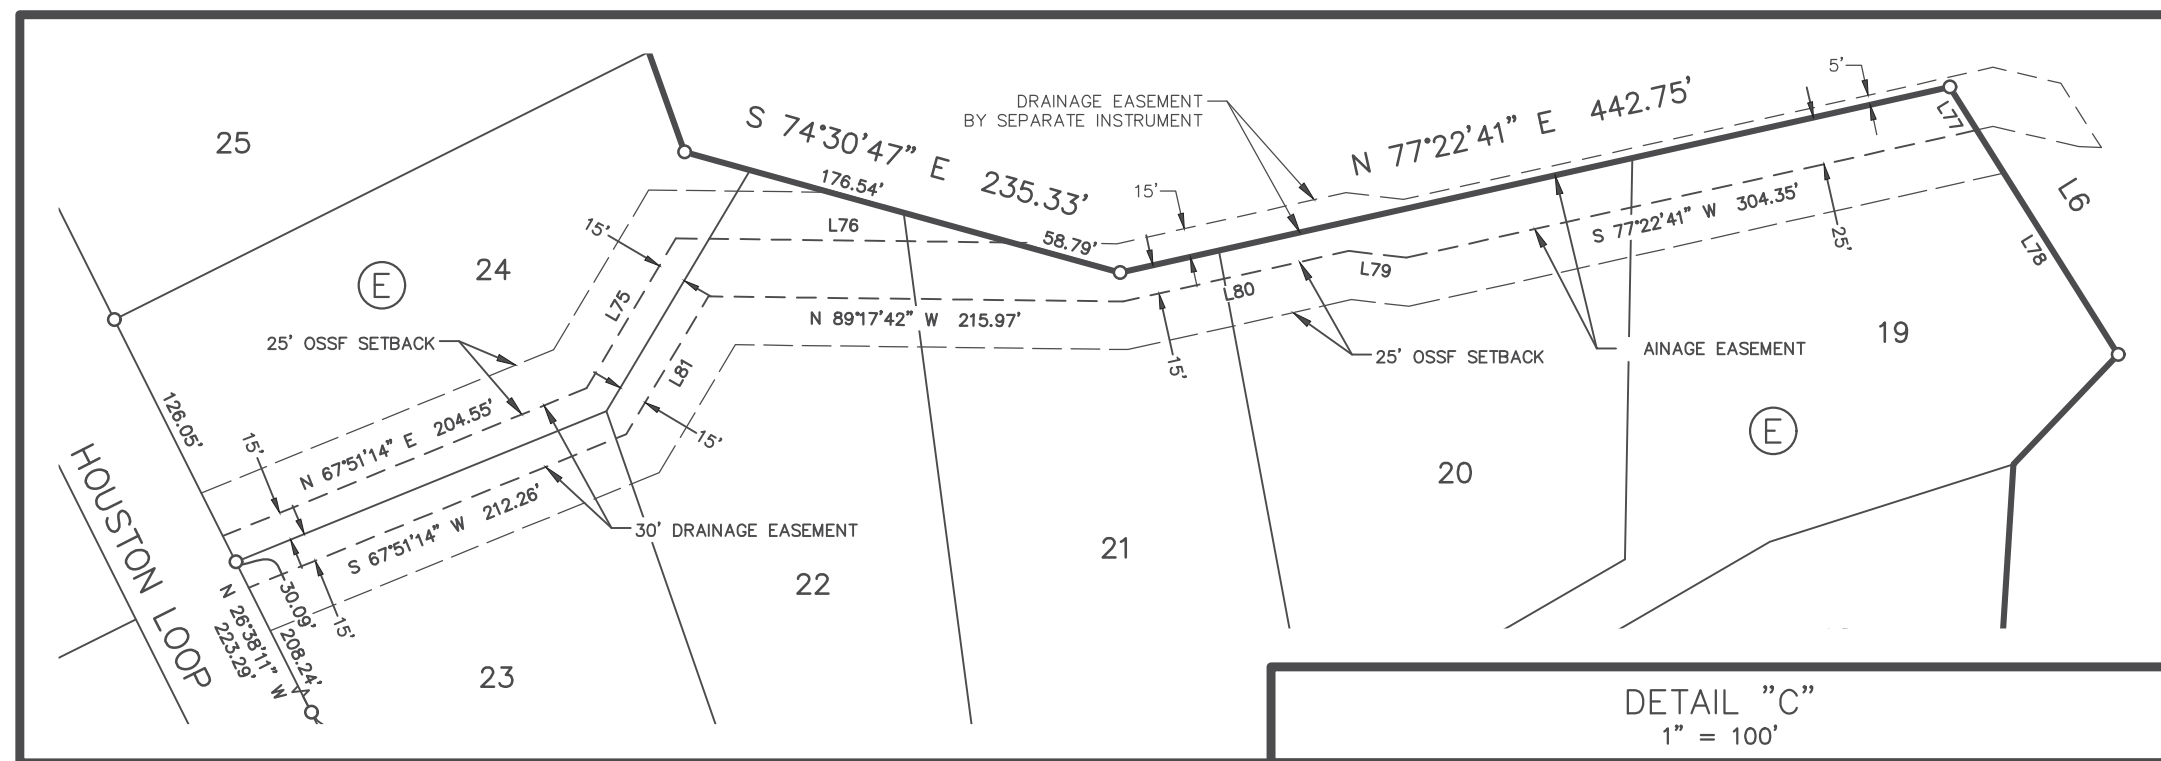 25
S 74°30'47" E 235.33'
176.54'
58.79'
DRAINAGE EASEMENT
BY SEPARATE INSTRUMENT
N 77°22'41" E 442.75'
5'
L77
L6
L78
15'
15'
L76
24
E
L75
25' OSSF SETBACK
L79
L80
S 77°22'41" W 304.35'
25'
19
N 89°17'42" W 215.97'
25' OSSF SETBACK
AINAGE EASEMENT
15'
L81
126.05'
15'
N 67°51'14" E 204.55'
15'
E
20
HOUSTON LOOP
S 67°51'14" W 212.26'
30' DRAINAGE EASEMENT
21
22
30.09'
15'
N 26°38'11" W
223.29'
208.24'
23
DETAIL "C"
1" = 100'